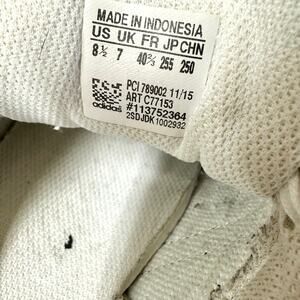 MADE IN INDONESIA
US UK FR JP CHN
8½ 7 40⅔ 255 250
PCI 789002 11/15
ART C77153
#113752364
2SDJDK1002932
adidas